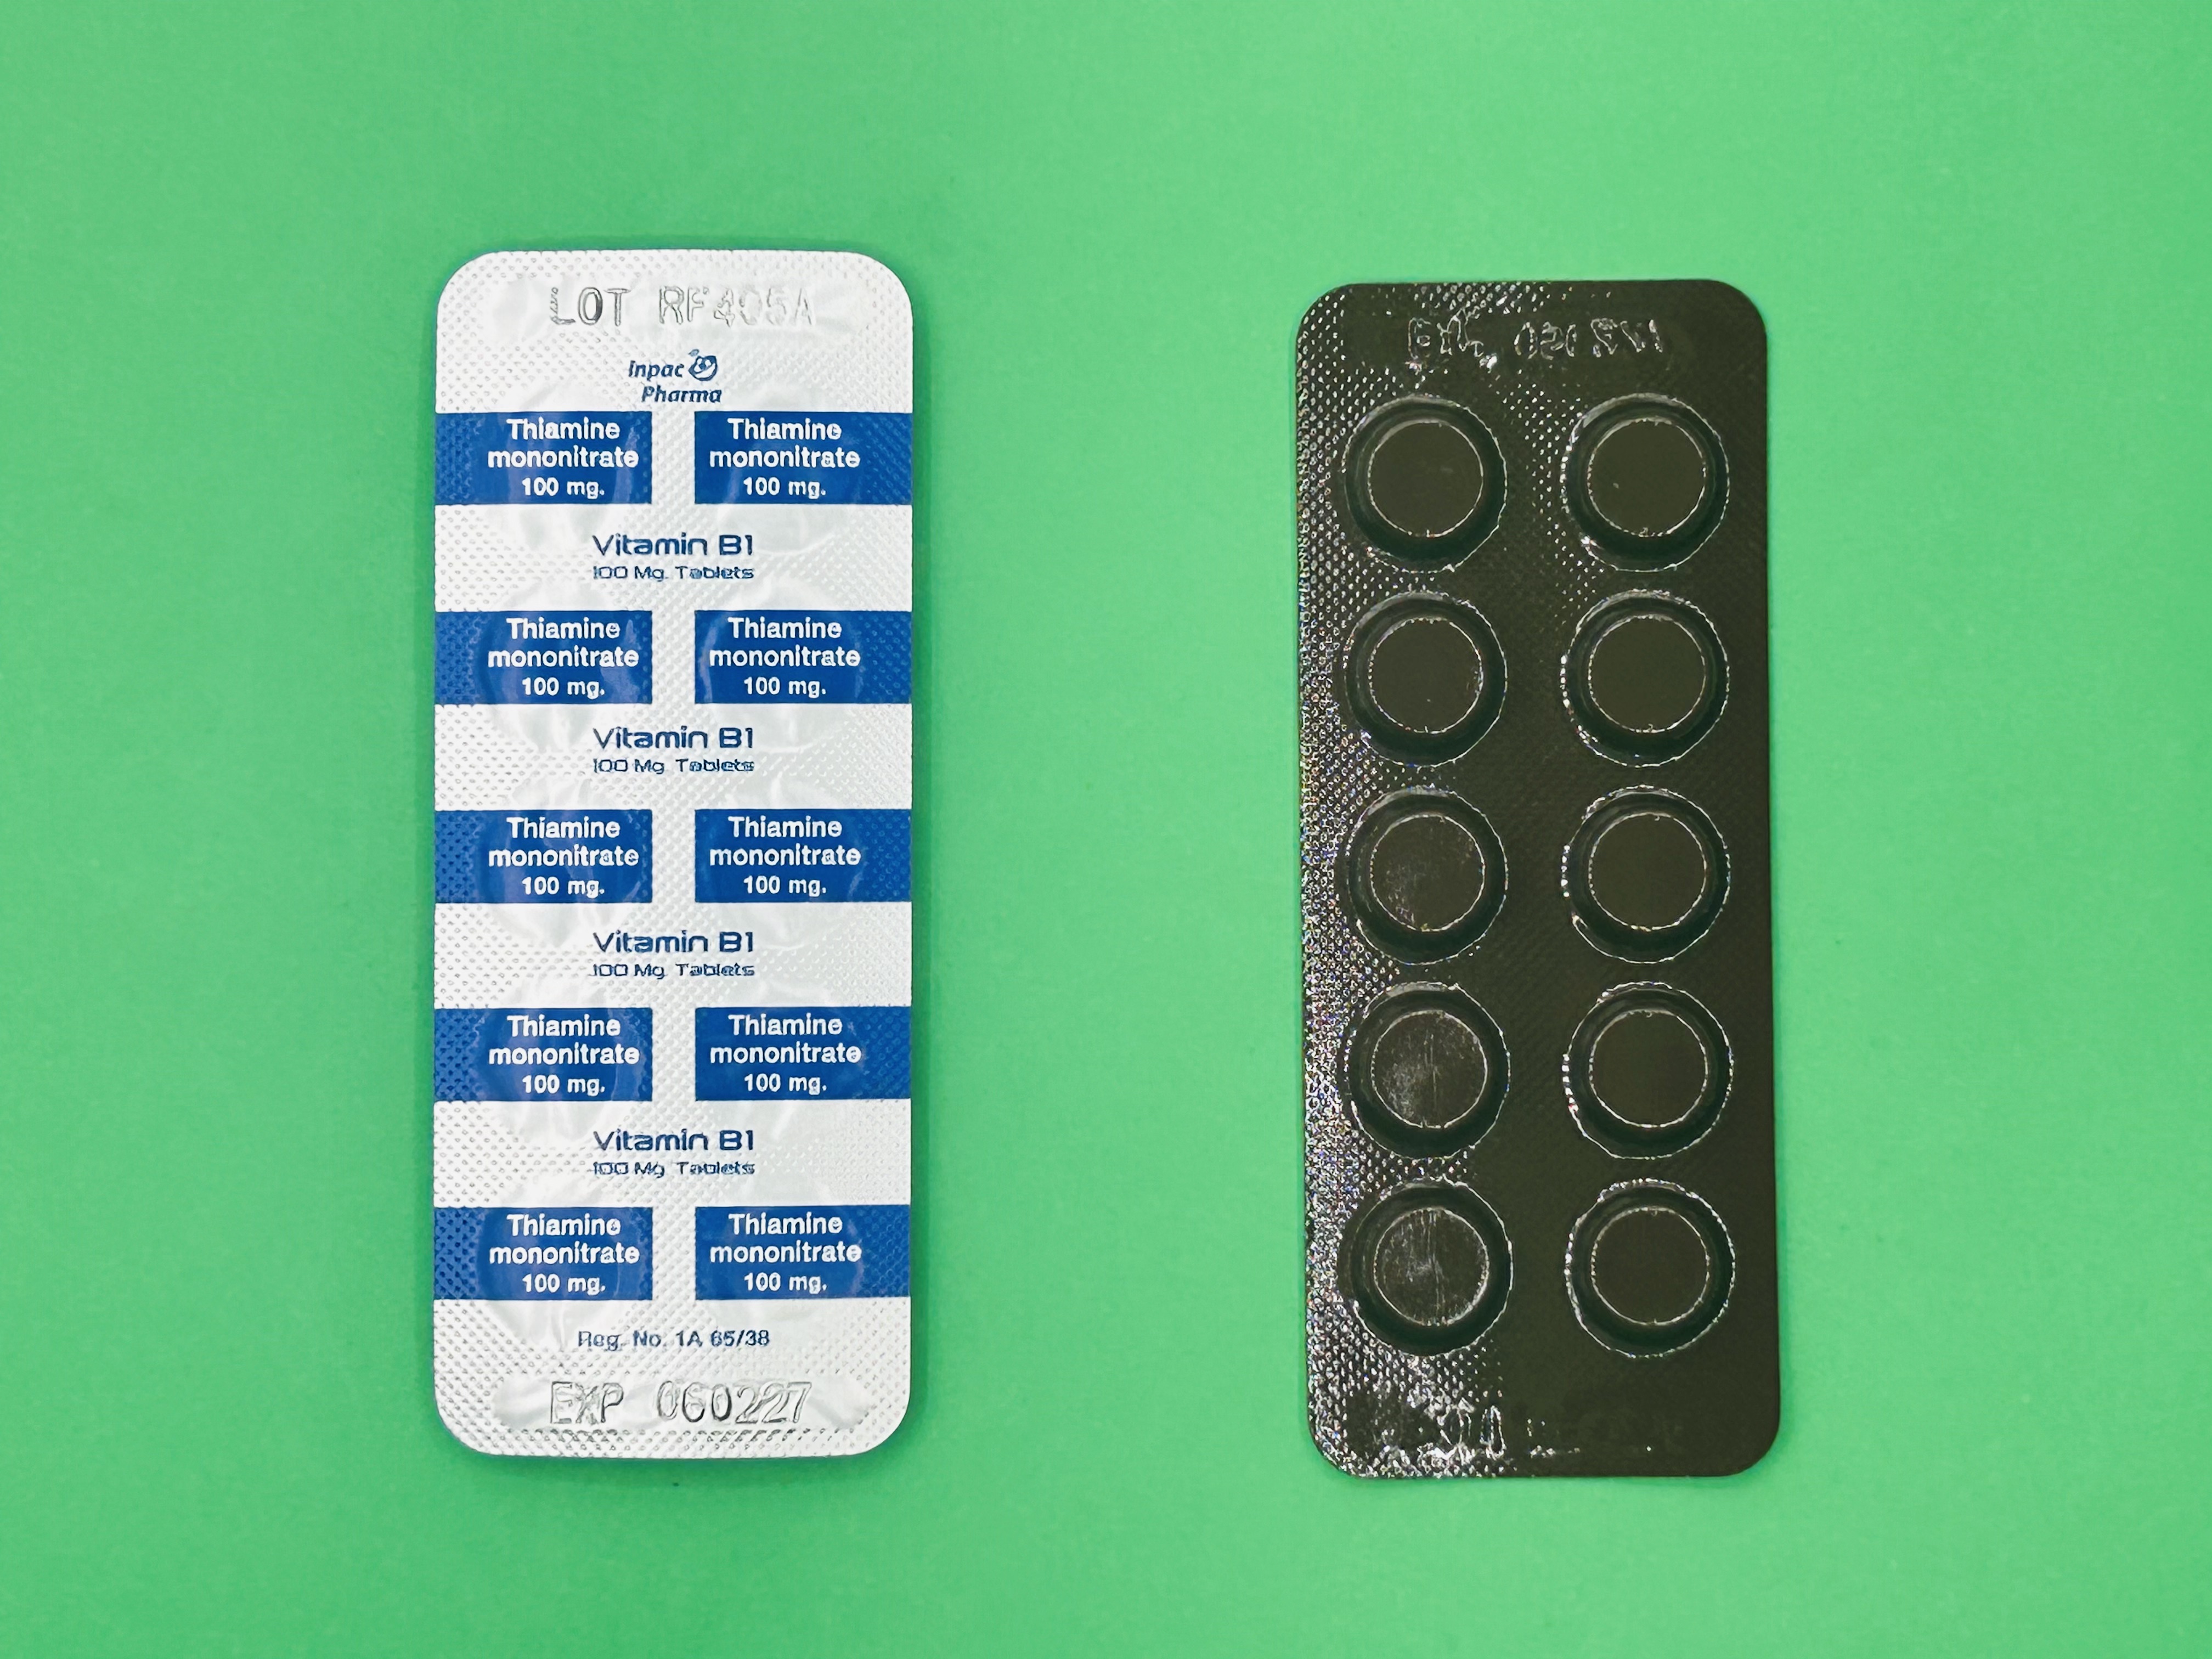 LOT RF405A
Inpac
Pharma
Thiamine
mononitrate
100 mg.
Thiamine
mononitrate
100 mg.
Vitamin B1
100 Mg. Tablets
Thiamine
mononitrate
100 mg.
Thiamine
mononitrate
100 mg.
Vitamin B1
100 Mg. Tablets
Thiamine
mononitrate
100 mg.
Thiamine
mononitrate
100 mg.
Vitamin B1
100 Mg. Tablets
Thiamine
mononitrate
100 mg.
Thiamine
mononitrate
100 mg.
Vitamin B1
100 Mg. Tablets
Thiamine
mononitrate
100 mg.
Thiamine
mononitrate
100 mg.
Reg. No. 1A 65/38
EXP 060227